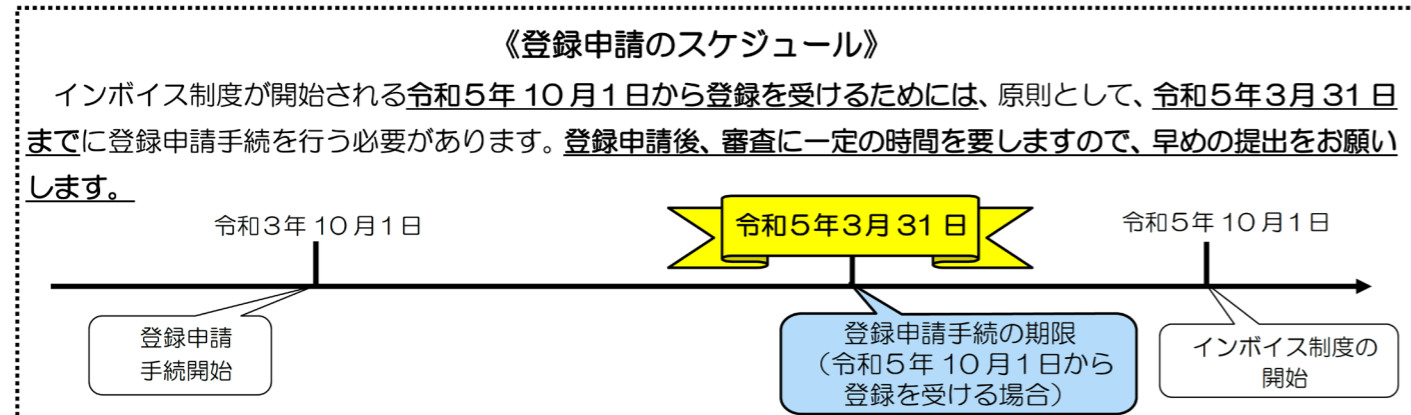 《登録申請のスケジュール》
インボイス制度が開始される令和5年10月1日から登録を受けるためには、原則として、令和5年3月31日
までに登録申請手続を行う必要があります。登録申請後、審査に一定の時間を要しますので、早めの提出をお願い
します。
令和3年10月1日
令和5年3月31日
令和5年10月1日
登録申請
手続開始
登録申請手続の期限
（令和5年10月1日から
登録を受ける場合）
インボイス制度の
開始